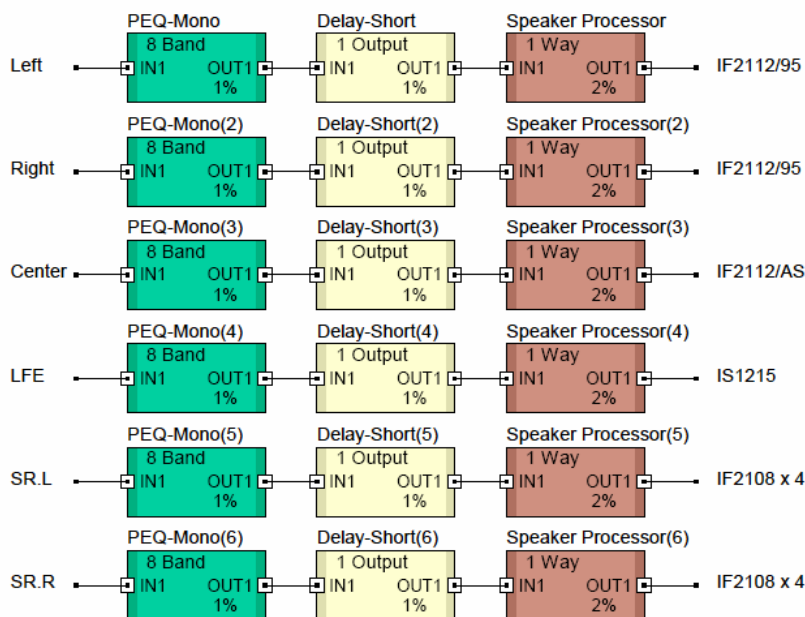 PEQ-Mono Delay-Short Speaker Processor
8 Band 1 Output 1 Way
Left IN1 OUT1 IN1 OUT1 IN1 OUT1 IF2112/95
1% 1% 2%
PEQ-Mono(2) Delay-Short(2) Speaker Processor(2)
8 Band 1 Output 1 Way
Right IN1 OUT1 IN1 OUT1 IN1 OUT1 IF2112/95
1% 1% 2%
PEQ-Mono(3) Delay-Short(3) Speaker Processor(3)
8 Band 1 Output 1 Way
Center IN1 OUT1 IN1 OUT1 IN1 OUT1 IF2112/AS
1% 1% 2%
PEQ-Mono(4) Delay-Short(4) Speaker Processor(4)
8 Band 1 Output 1 Way
LFE IN1 OUT1 IN1 OUT1 IN1 OUT1 IS1215
1% 1% 2%
PEQ-Mono(5) Delay-Short(5) Speaker Processor(5)
8 Band 1 Output 1 Way
SR.L IN1 OUT1 IN1 OUT1 IN1 OUT1 IF2108 x 4
1% 1% 2%
PEQ-Mono(6) Delay-Short(6) Speaker Processor(6)
8 Band 1 Output 1 Way
SR.R IN1 OUT1 IN1 OUT1 IN1 OUT1 IF2108 x 4
1% 1% 2%